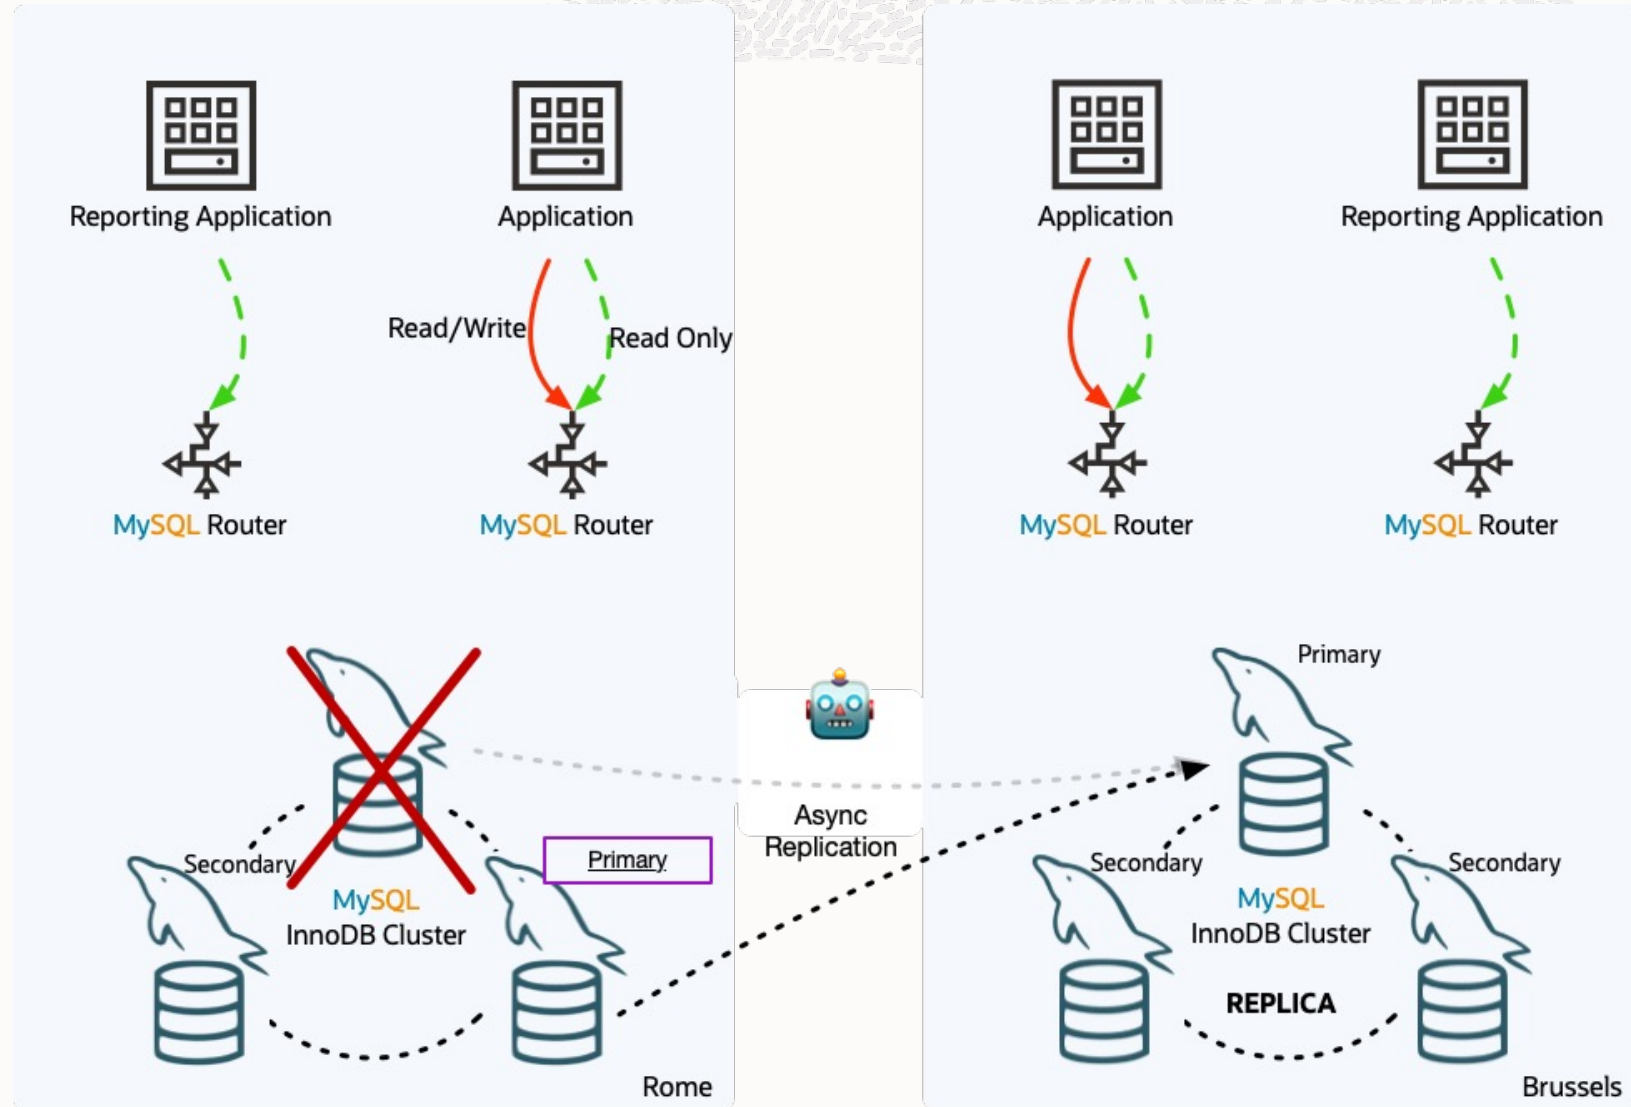 Reporting Application
Application
Application
Reporting Application
Read/Write
Read Only
MySQL Router
MySQL Router
MySQL Router
MySQL Router
Primary
Async
Replication
Secondary
Primary
MySQL
InnoDB Cluster
Secondary
Secondary
MySQL
InnoDB Cluster
REPLICA
Rome
Brussels